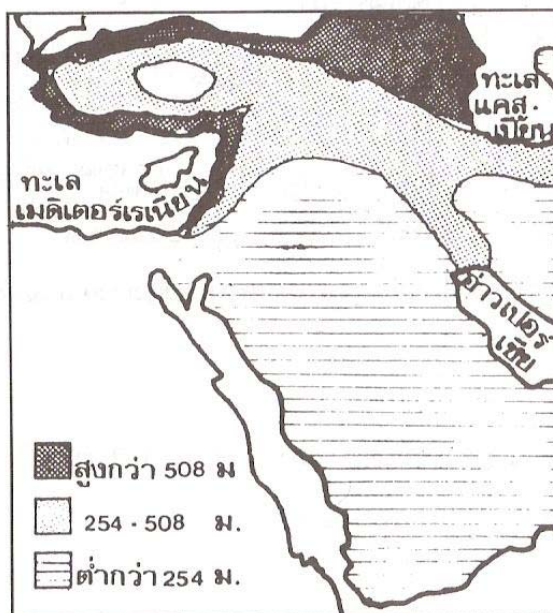 ทะเล
แคส.
เปียน
ทะเล
เมดิเตอร์เรเนียน
อ่าวเปอร์
เซีย
สูงกว่า 508 ม
254 - 508 ม.
ต่ำกว่า 254 ม.